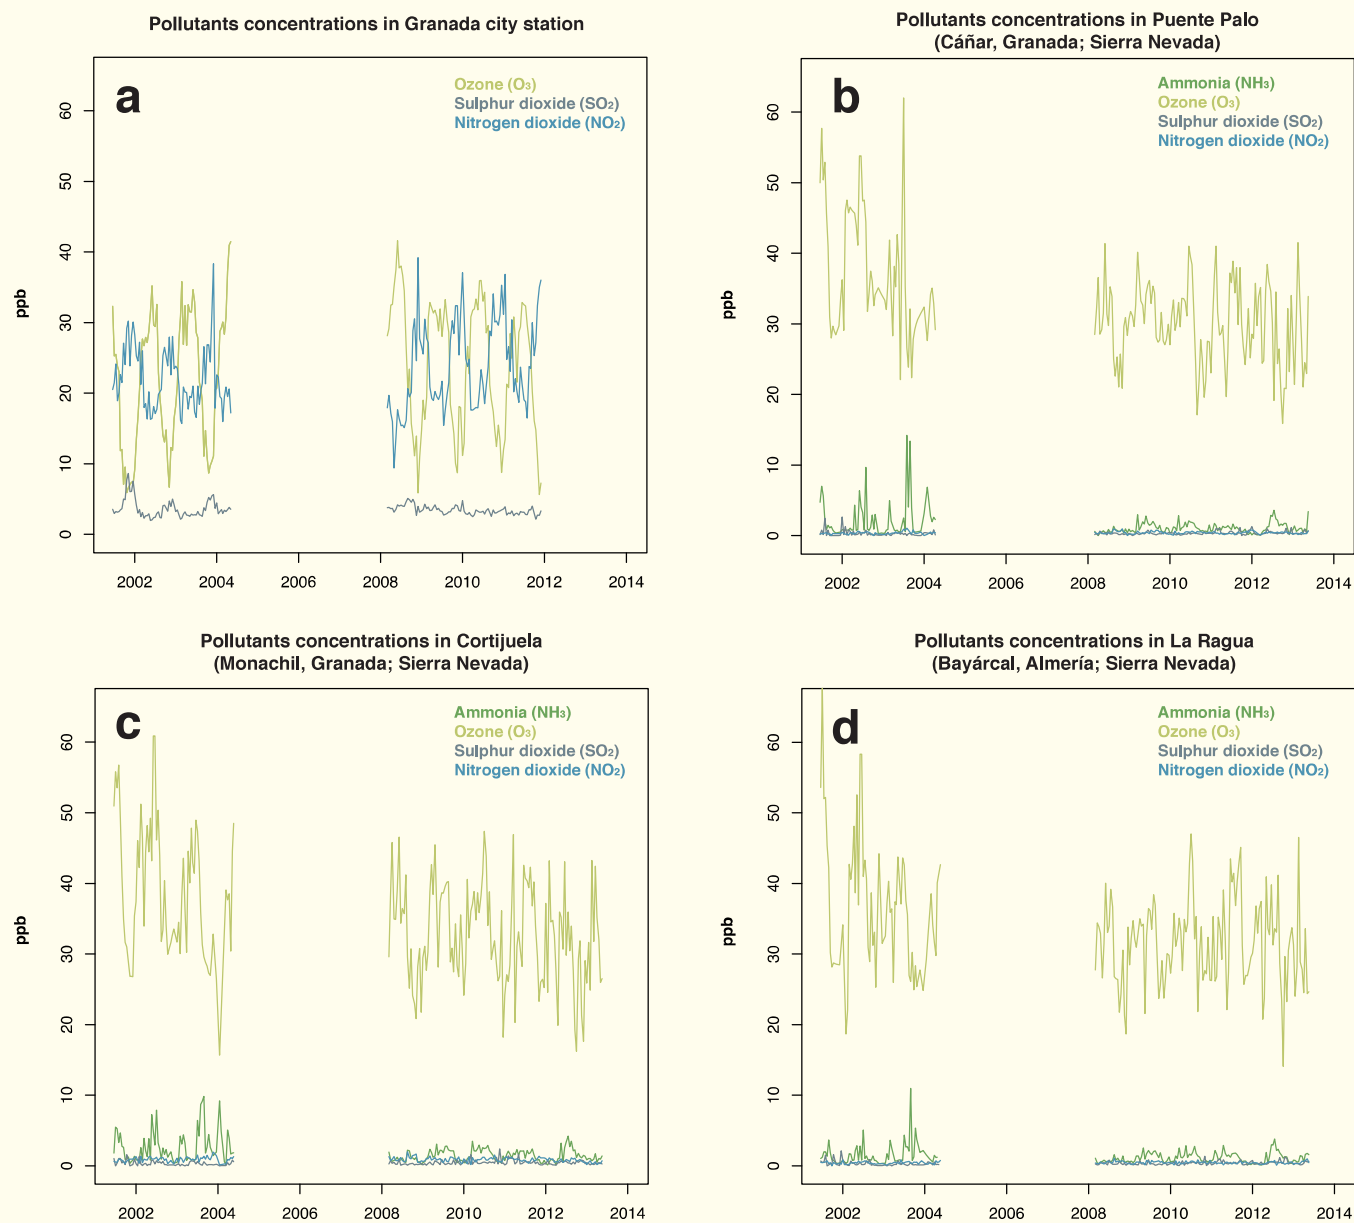 Pollutants concentrations in Granada city station
a
Ozone (O3)
Sulphur dioxide (SO2)
Nitrogen dioxide (NO2)
ppb
60
50
40
30
20
10
0
2002 2004 2006 2008 2010 2012 2014
Pollutants concentrations in Puente Palo
(Cáñar, Granada; Sierra Nevada)
b
Ammonia (NH3)
Ozone (O3)
Sulphur dioxide (SO2)
Nitrogen dioxide (NO2)
ppb
60
50
40
30
20
10
0
2002 2004 2006 2008 2010 2012 2014
Pollutants concentrations in Cortijuela
(Monachil, Granada; Sierra Nevada)
c
Ammonia (NH3)
Ozone (O3)
Sulphur dioxide (SO2)
Nitrogen dioxide (NO2)
ppb
60
50
40
30
20
10
0
2002 2004 2006 2008 2010 2012 2014
Pollutants concentrations in La Ragua
(Bayárcal, Almería; Sierra Nevada)
d
Ammonia (NH3)
Ozone (O3)
Sulphur dioxide (SO2)
Nitrogen dioxide (NO2)
ppb
60
50
40
30
20
10
0
2002 2004 2006 2008 2010 2012 2014